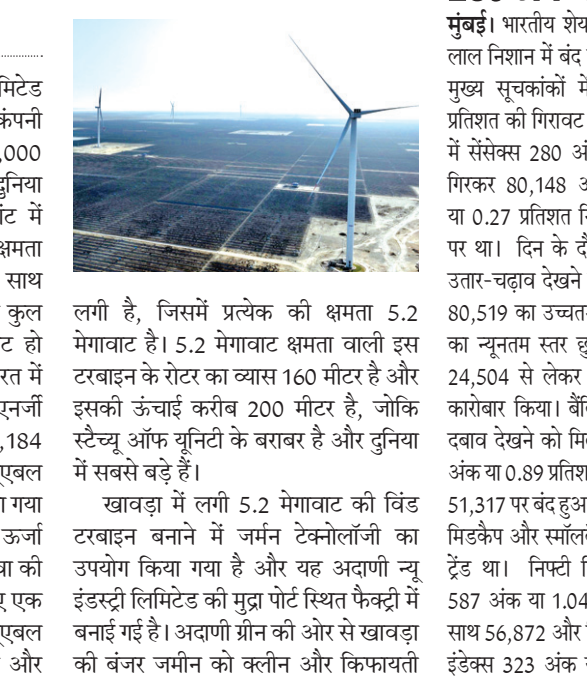 मिटेड
कंपनी
,000
दुनिया
ंट में
क्षमता
साथ
कुल
ट हो
रत में
एनर्जी
,184
यूएबल
ा गया
ऊर्जा
वा की
ए एक
यूएबल
और
लगी है, जिसमें प्रत्येक की क्षमता 5.2
मेगावाट है। 5.2 मेगावाट क्षमता वाली इस
टरबाइन के रोटर का व्यास 160 मीटर है और
इसकी ऊंचाई करीब 200 मीटर है, जोकि
स्टैच्यू ऑफ यूनिटी के बराबर है और दुनिया
में सबसे बड़े हैं।
खावड़ा में लगी 5.2 मेगावाट की विंड
टरबाइन बनाने में जर्मन टेक्नोलॉजी का
उपयोग किया गया है और यह अदाणी न्यू
इंडस्ट्री लिमिटेड की मुद्रा पोर्ट स्थित फैक्ट्री में
बनाई गई है। अदाणी ग्रीन की ओर से खावड़ा
की बंजर जमीन को क्लीन और किफायती
मुंबई। भारतीय शेय
लाल निशान में बंद
मुख्य सूचकांकों में
प्रतिशत की गिरावट
में सेंसेक्स 280 अं
गिरकर 80,148 अ
या 0.27 प्रतिशत नि
पर था। दिन के दौ
उतार-चढ़ाव देखने
80,519 का उच्चत
का न्यूनतम स्तर छु
24,504 से लेकर
कारोबार किया। बैंि
दबाव देखने को मि
अंक या 0.89 प्रतिश
51,317 पर बंद हुआ
मिडकैप और स्मॉल
ट्रेंड था। निफ्टी ि
587 अंक या 1.04
साथ 56,872 और
इंडेक्स 323 अंक